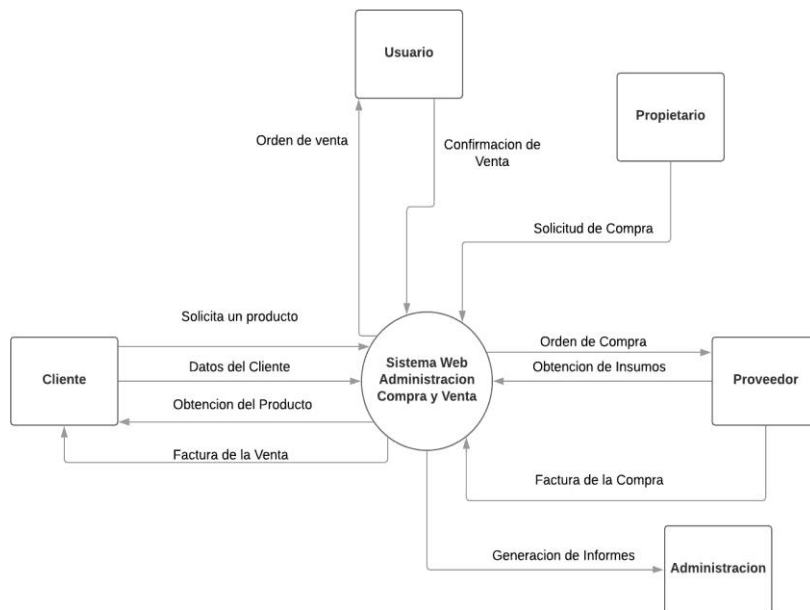 Usuario
Propietario
Orden de venta
Confirmacion de
Venta
Solicitud de Compra
Solicita un producto
Cliente
Datos del Cliente
Obtencion del Producto
Factura de la Venta
Sistema Web
Administracion
Compra y Venta
Orden de Compra
Obtencion de Insumos
Proveedor
Factura de la Compra
Generacion de Informes
Administracion